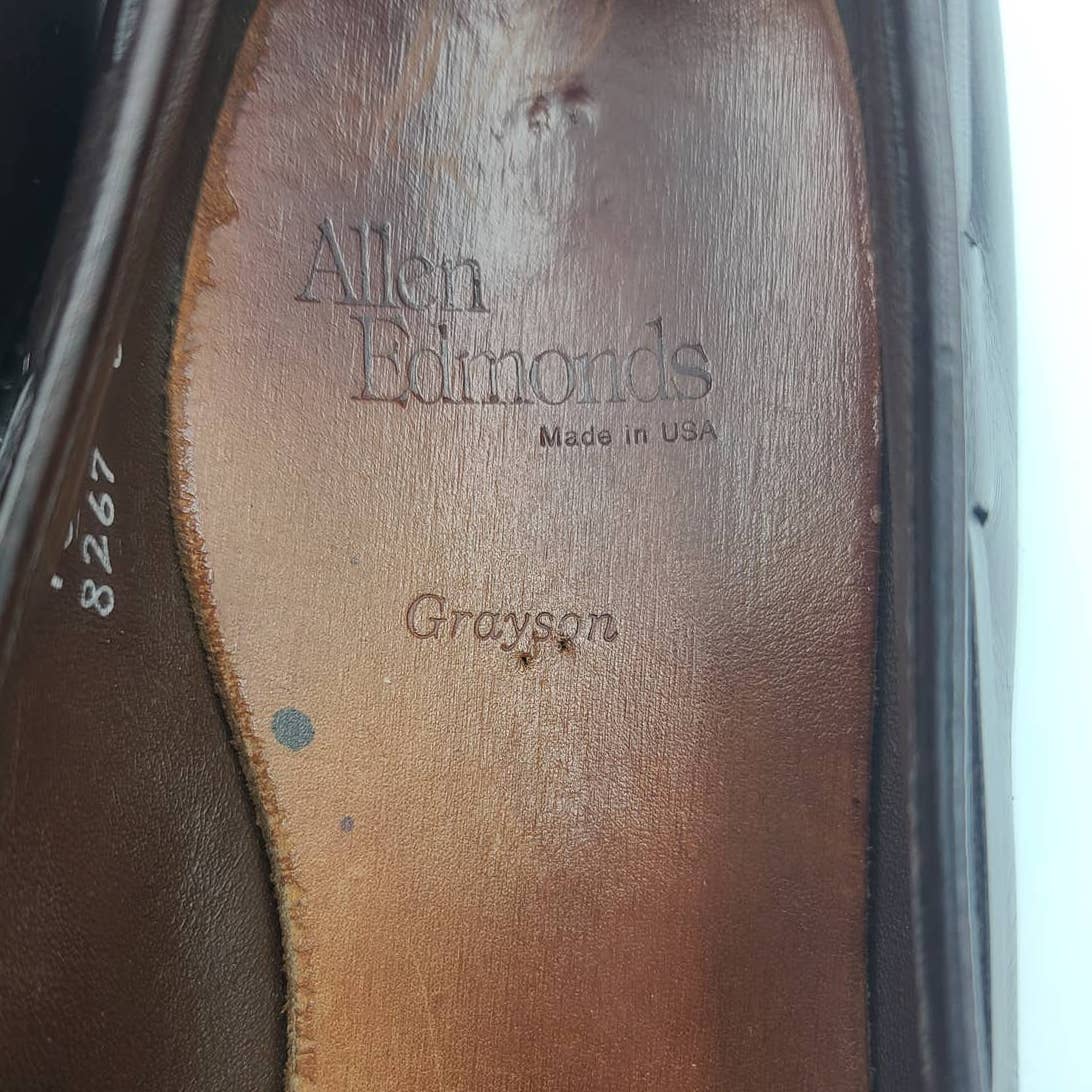 Allen
Edmonds
Made in USA
Grayson
8267